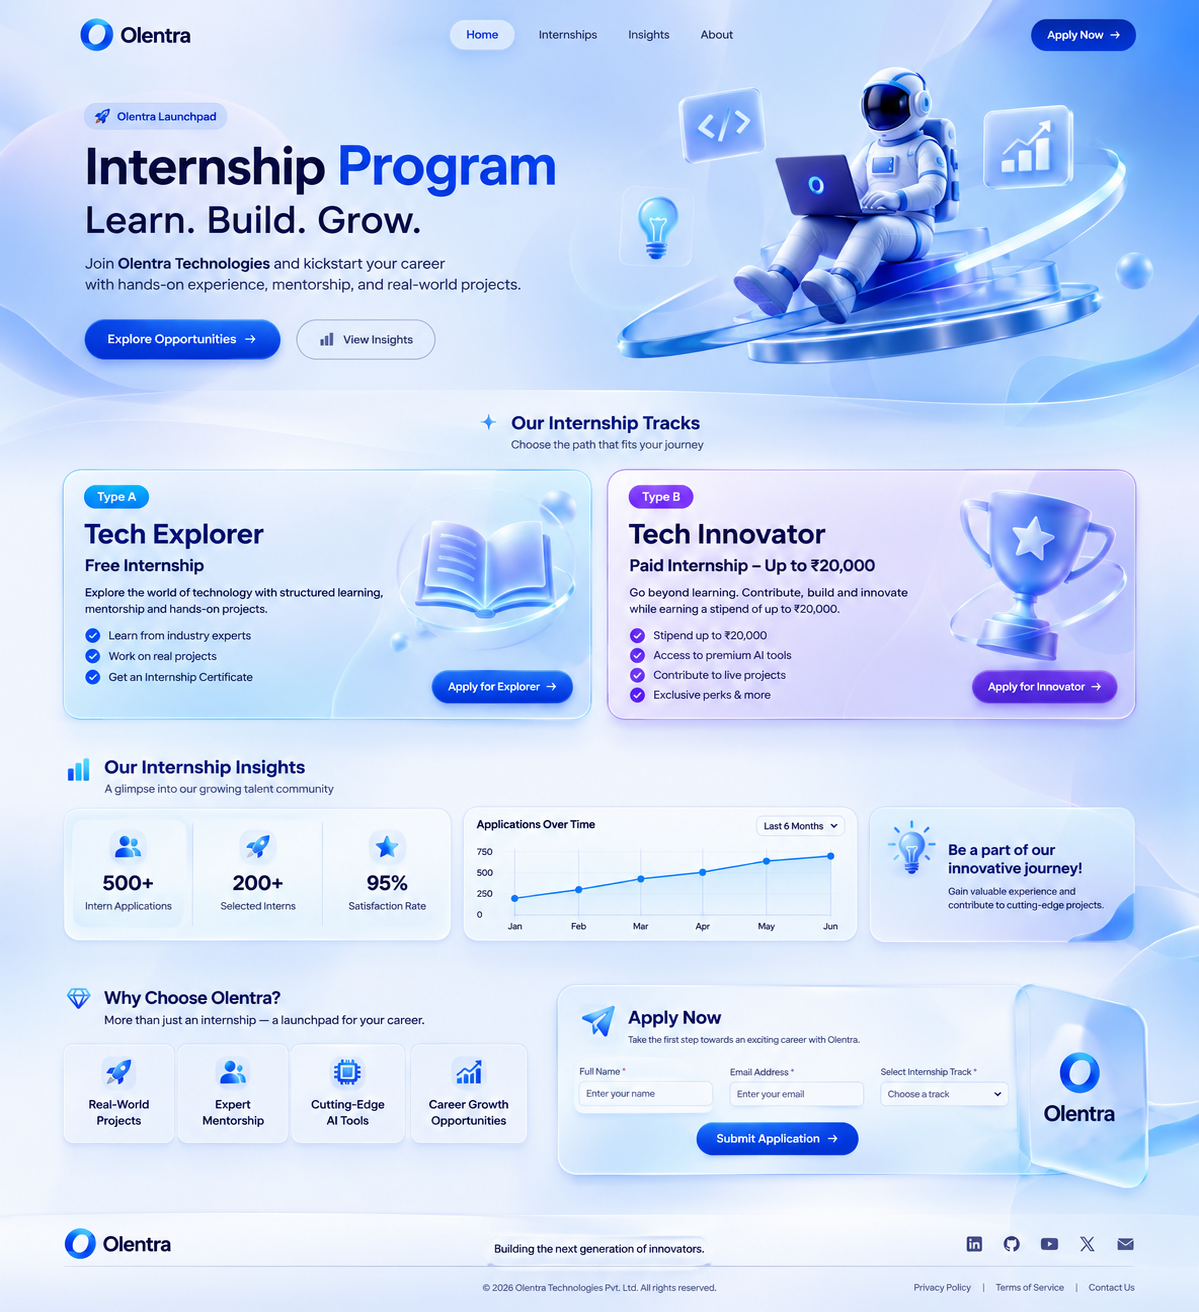 Olentra
Home
Internships
Insights
About
Apply Now →
Olentra Launchpad
Internship Program
Learn. Build. Grow.
Join Olentra Technologies and kickstart your career
with hands-on experience, mentorship, and real-world projects.
Explore Opportunities →
View Insights
</>
Our Internship Tracks
Choose the path that fits your journey
Type A
Tech Explorer
Free Internship
Explore the world of technology with structured learning,
mentorship and hands-on projects.
Learn from industry experts
Work on real projects
Get an Internship Certificate
Apply for Explorer →
Type B
Tech Innovator
Paid Internship – Up to ₹20,000
Go beyond learning. Contribute, build and innovate
while earning a stipend of up to ₹20,000.
Stipend up to ₹20,000
Access to premium AI tools
Contribute to live projects
Exclusive perks & more
Apply for Innovator →
Our Internship Insights
A glimpse into our growing talent community
500+
Intern Applications
200+
Selected Interns
95%
Satisfaction Rate
Applications Over Time
Last 6 Months
750
500
250
0
Jan
Feb
Mar
Apr
May
Jun
Be a part of our
innovative journey!
Gain valuable experience and
contribute to cutting-edge projects.
Why Choose Olentra?
More than just an internship — a launchpad for your career.
Real-World
Projects
Expert
Mentorship
Cutting-Edge
AI Tools
Career Growth
Opportunities
Apply Now
Take the first step towards an exciting career with Olentra.
Full Name *
Enter your name
Email Address *
Enter your email
Select Internship Track *
Choose a track
Submit Application →
Olentra
Olentra
Building the next generation of innovators.
© 2026 Olentra Technologies Pvt. Ltd. All rights reserved.
Privacy Policy | Terms of Service | Contact Us